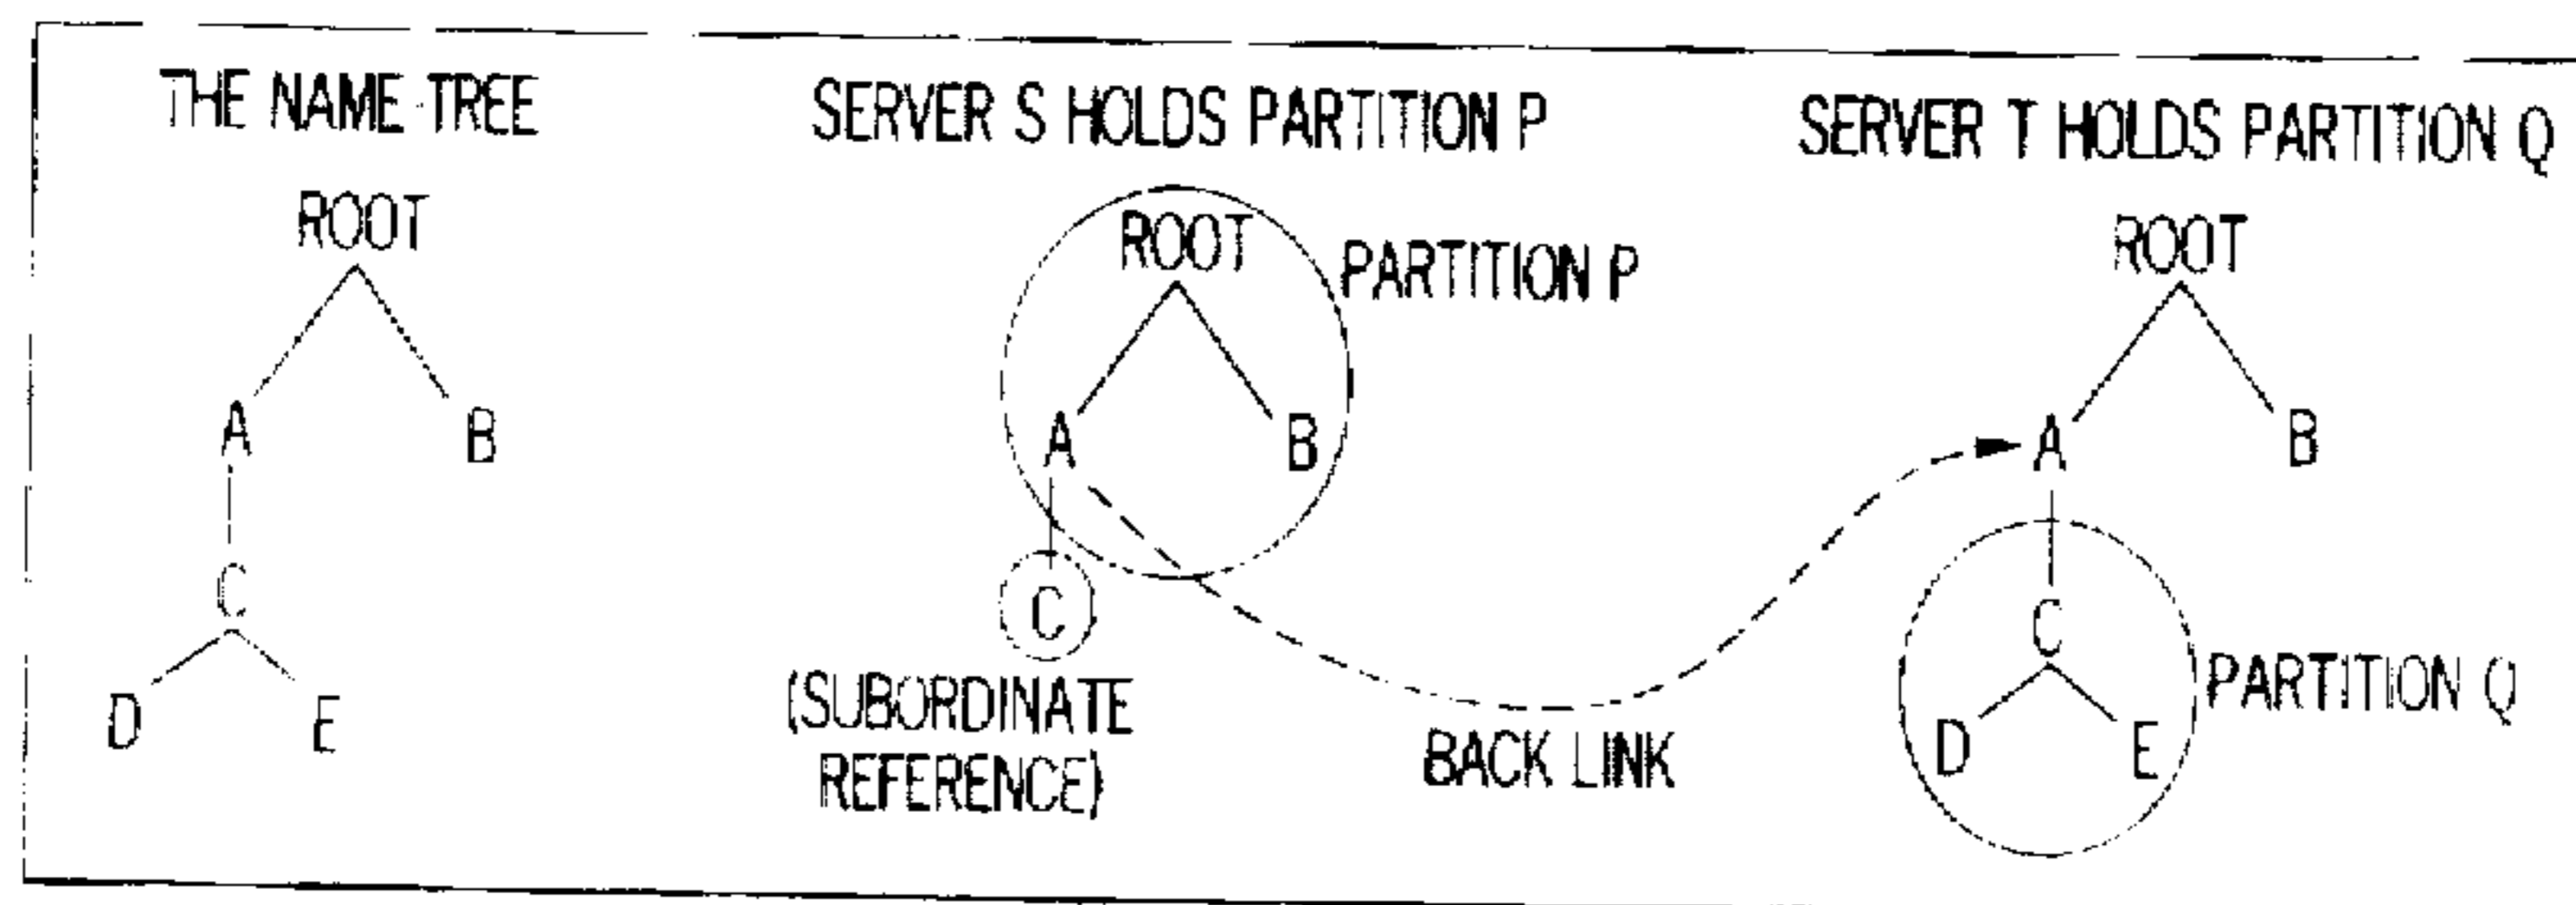 THE NAME TREE
ROOT
A
B
C
D
E
SERVER S HOLDS PARTITION P
ROOT
PARTITION P
A
B
C
(SUBORDINATE
REFERENCE)
BACK LINK
SERVER T HOLDS PARTITION Q
ROOT
A
B
C
D
E
PARTITION Q